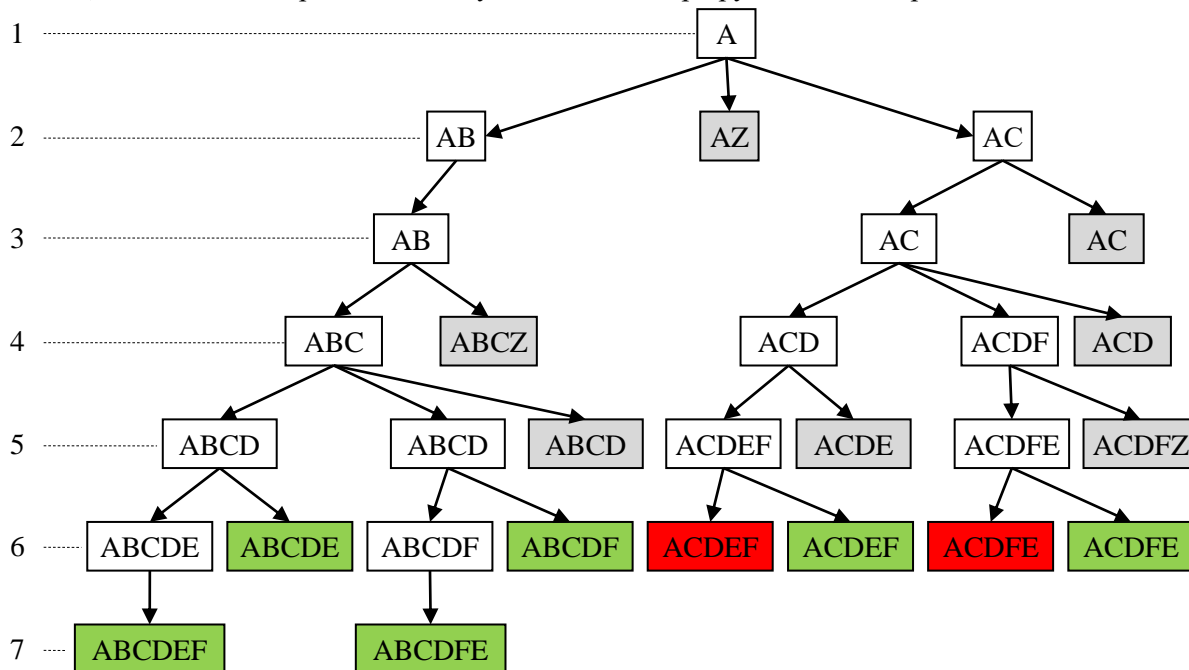 1 A
2 AB AZ AC
3 AB AC AC
4 ABC ABCZ ACD ACDF ACD
5 ABCD ABCD ABCD ACDEF ACDE ACDFE ACDFZ
6 ABCDE ABCDE ABCDF ABCDF ACDEF ACDEF ACDFE ACDFE
7 ABCDEF ABCDFE